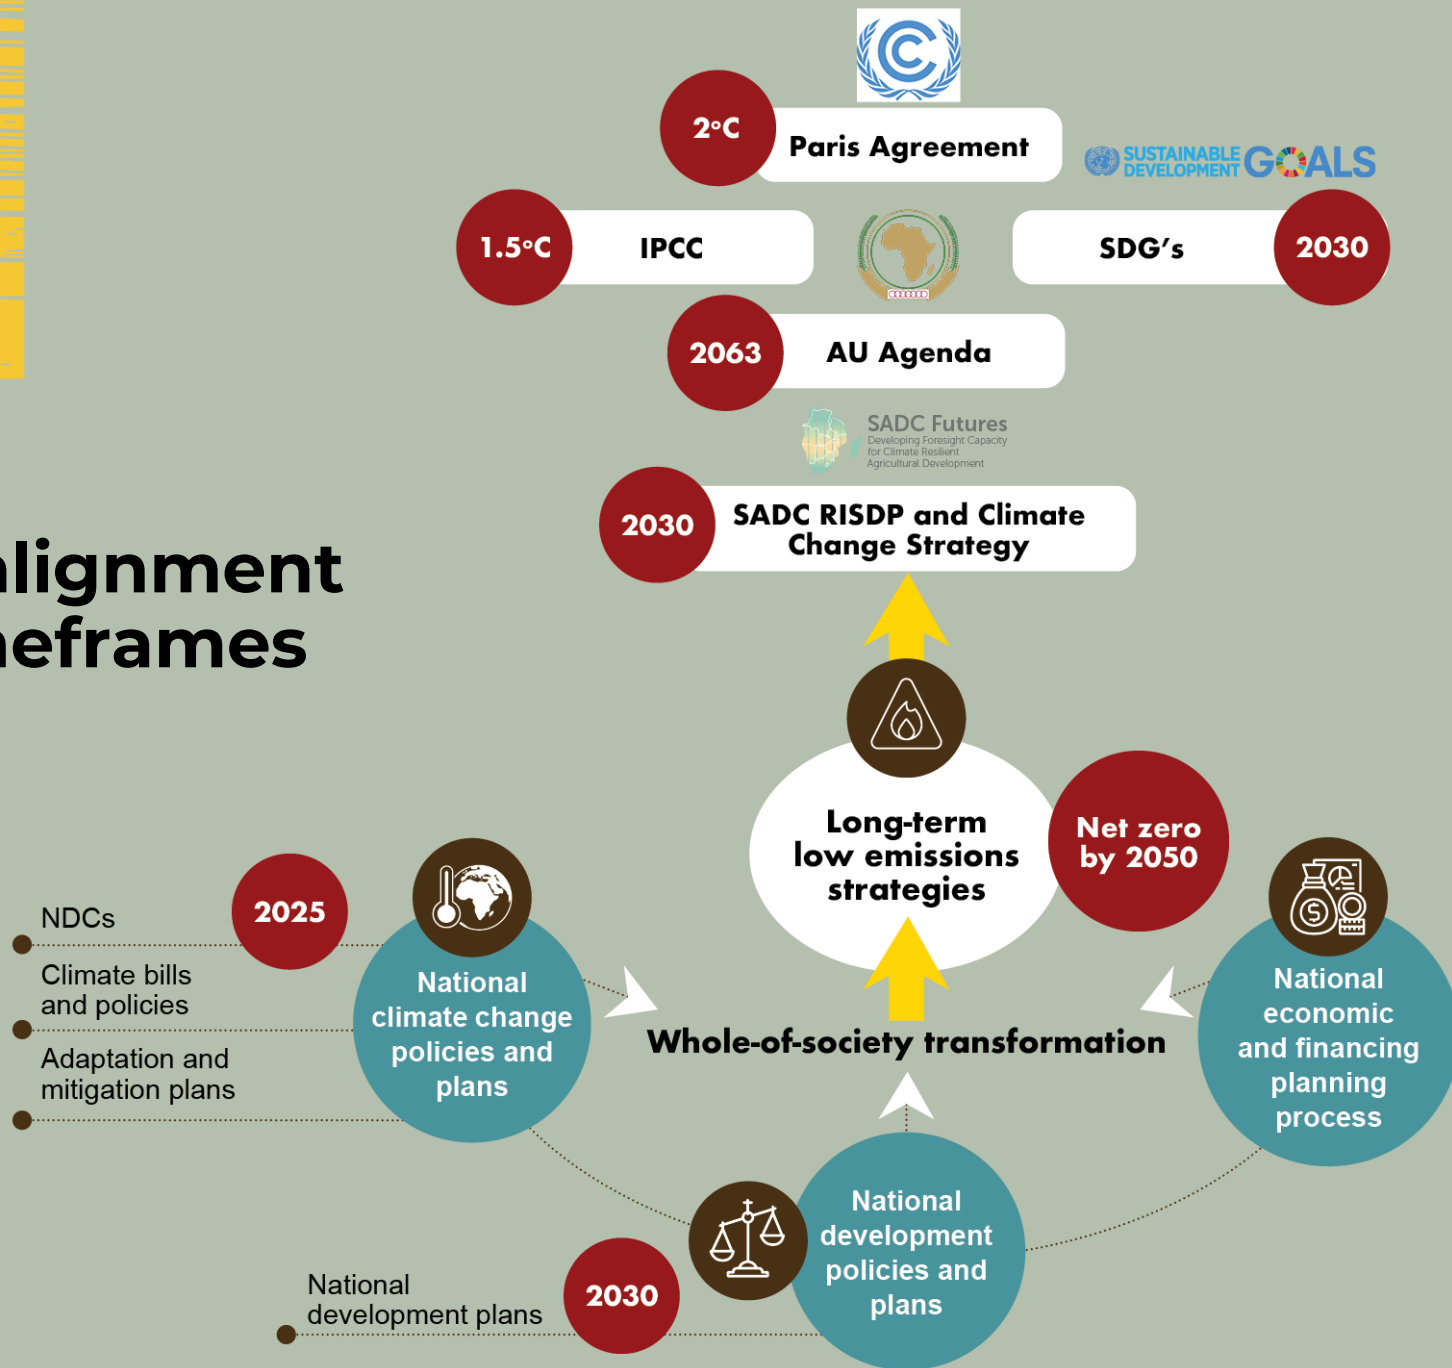 2°C
Paris Agreement
SUSTAINABLE
DEVELOPMENT
GOALS
1.5°C
IPCC
SDG's
2030
2063
AU Agenda
SADC Futures
Developing Foresight Capacity
for Climate Resilient
Agricultural Development
2030
SADC RISDP and Climate
Change Strategy
lignment
eframes
Long-term
low emissions
strategies
Net zero
by 2050
NDCs
2025
Climate bills
and policies
Adaptation and
mitigation plans
National
climate change
policies and
plans
Whole-of-society transformation
National
economic
and financing
planning
process
National
development
policies and
plans
National
development plans
2030